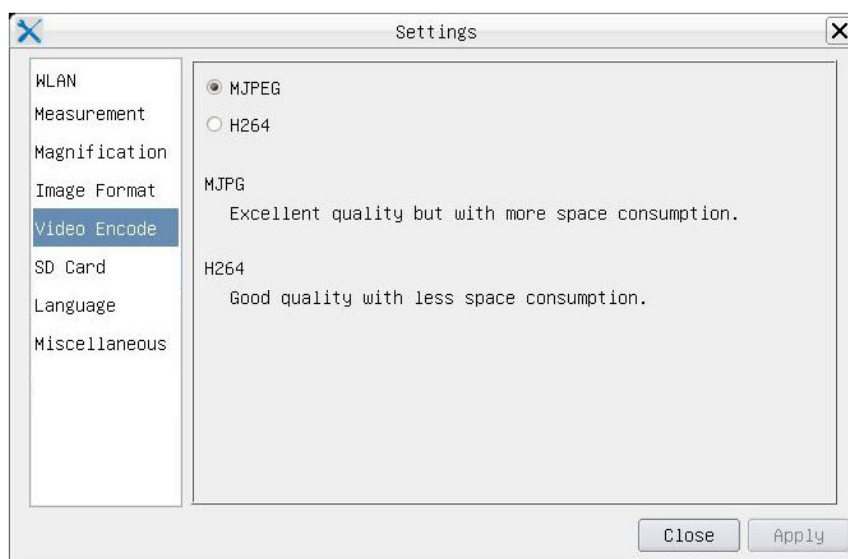 Settings
WLAN
Measurement
Magnification
Image Format
Video Encode
SD Card
Language
Miscellaneous
MJPEG
H264
MJPG
Excellent quality but with more space consumption.
H264
Good quality with less space consumption.
Close
Apply